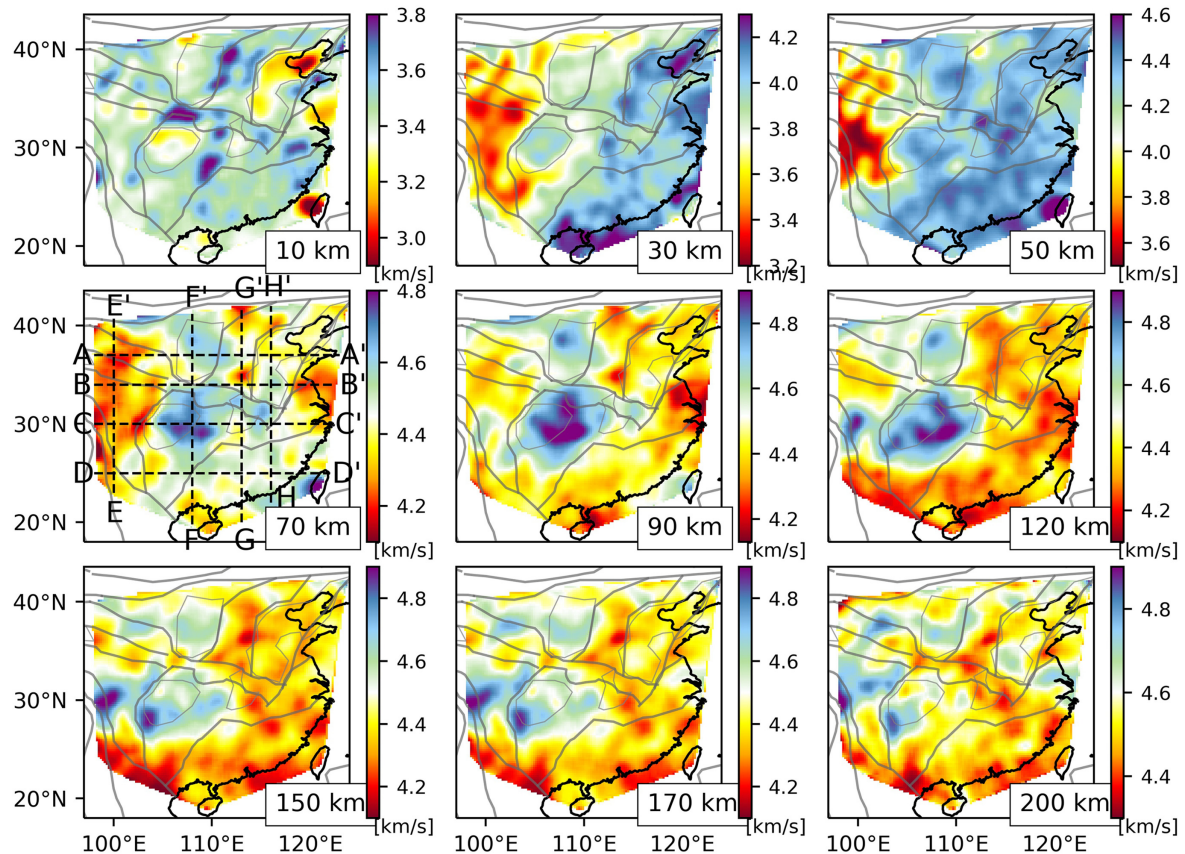 3.8
3.6
3.4
3.2
3.0
40°N
30°N
20°N
10 km
[km/s]
4.2
4.0
3.8
3.6
3.4
3.2
30 km
[km/s]
4.6
4.4
4.2
4.0
3.8
3.6
50 km
[km/s]
E'
F'
G'
H'
A
A'
B
B'
C
C'
D
D'
E
F
G
H
4.8
4.6
4.4
4.2
40°N
30°N
20°N
70 km
[km/s]
4.8
4.6
4.4
4.2
90 km
[km/s]
4.8
4.6
4.4
4.2
120 km
[km/s]
4.8
4.6
4.4
4.2
40°N
30°N
20°N
150 km
[km/s]
100°E
110°E
120°E
4.8
4.6
4.4
4.2
170 km
[km/s]
100°E
110°E
120°E
4.8
4.6
4.4
200 km
[km/s]
100°E
110°E
120°E